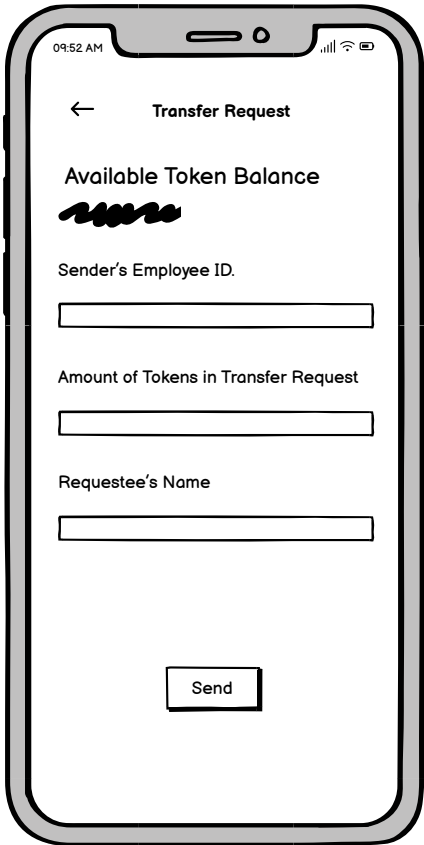 09:52 AM
Transfer Request
Available Token Balance
Sender's Employee ID.
Amount of Tokens in Transfer Request
Requestee's Name
Send